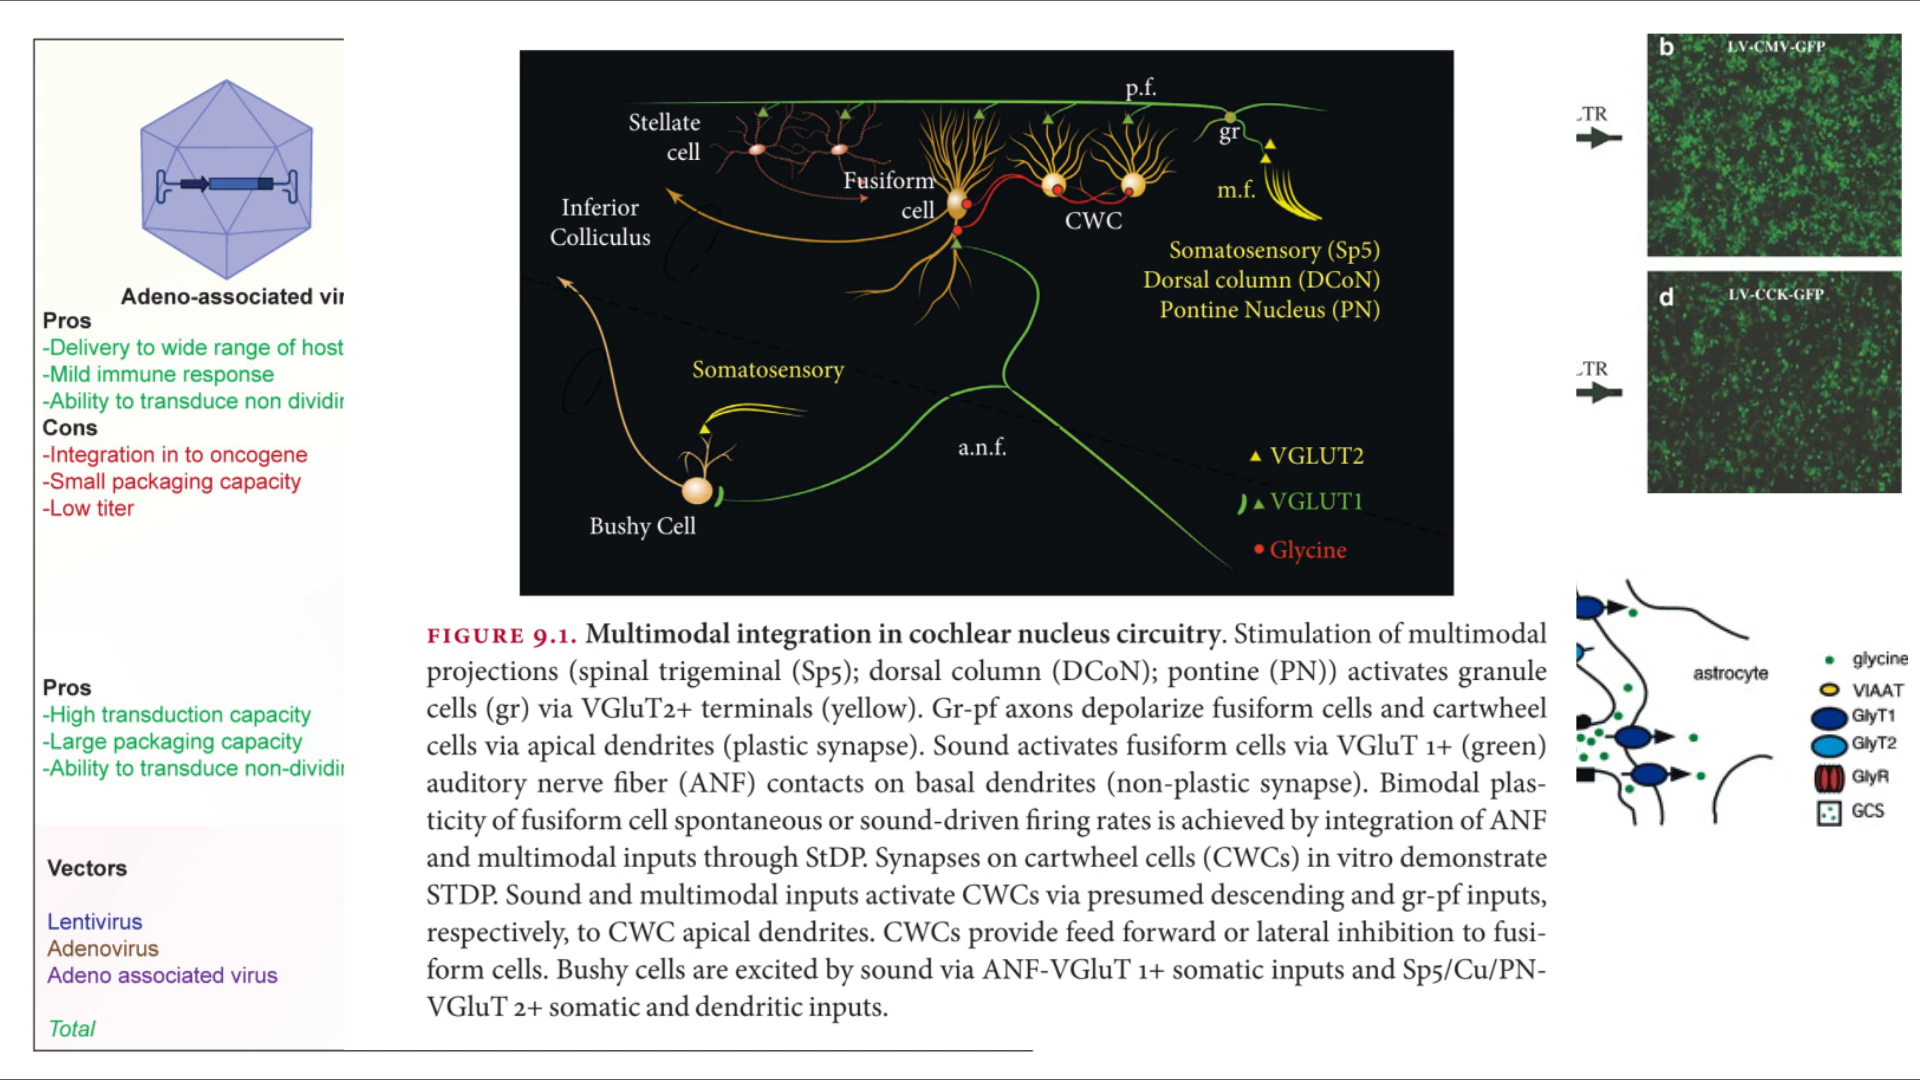 Adeno-associated vir
Pros
-Delivery to wide range of host
-Mild immune response
-Ability to transduce non dividir
Cons
-Integration in to oncogene
-Small packaging capacity
-Low titer
Pros
-High transduction capacity
-Large packaging capacity
-Ability to transduce non-dividir
Vectors
Lentivirus
Adenovirus
Adeno associated virus
Total
p.f.
Stellate
cell
gr
Fusiform
cell
m.f.
Inferior
Colliculus
CWC
Somatosensory (Sp5)
Dorsal column (DCoN)
Pontine Nucleus (PN)
Somatosensory
a.n.f.
VGLUT2
VGLUT1
Glycine
Bushy Cell
FIGURE 9.1. Multimodal integration in cochlear nucleus circuitry. Stimulation of multimodal
projections (spinal trigeminal (Sp5); dorsal column (DCoN); pontine (PN)) activates granule
cells (gr) via VGluT2+ terminals (yellow). Gr-pf axons depolarize fusiform cells and cartwheel
cells via apical dendrites (plastic synapse). Sound activates fusiform cells via VGluT 1+ (green)
auditory nerve fiber (ANF) contacts on basal dendrites (non-plastic synapse). Bimodal plas-
ticity of fusiform cell spontaneous or sound-driven firing rates is achieved by integration of ANF
and multimodal inputs through StDP. Synapses on cartwheel cells (CWCs) in vitro demonstrate
STDP. Sound and multimodal inputs activate CWCs via presumed descending and gr-pf inputs,
respectively, to CWC apical dendrites. CWCs provide feed forward or lateral inhibition to fusi-
form cells. Bushy cells are excited by sound via ANF-VGluT 1+ somatic inputs and Sp5/Cu/PN-
VGluT 2+ somatic and dendritic inputs.
b LV-CMV-GFP
LTR
d LV-CCK-GFP
LTR
astrocyte
glycine
VIAAT
GlyT1
GlyT2
GlyR
GCS